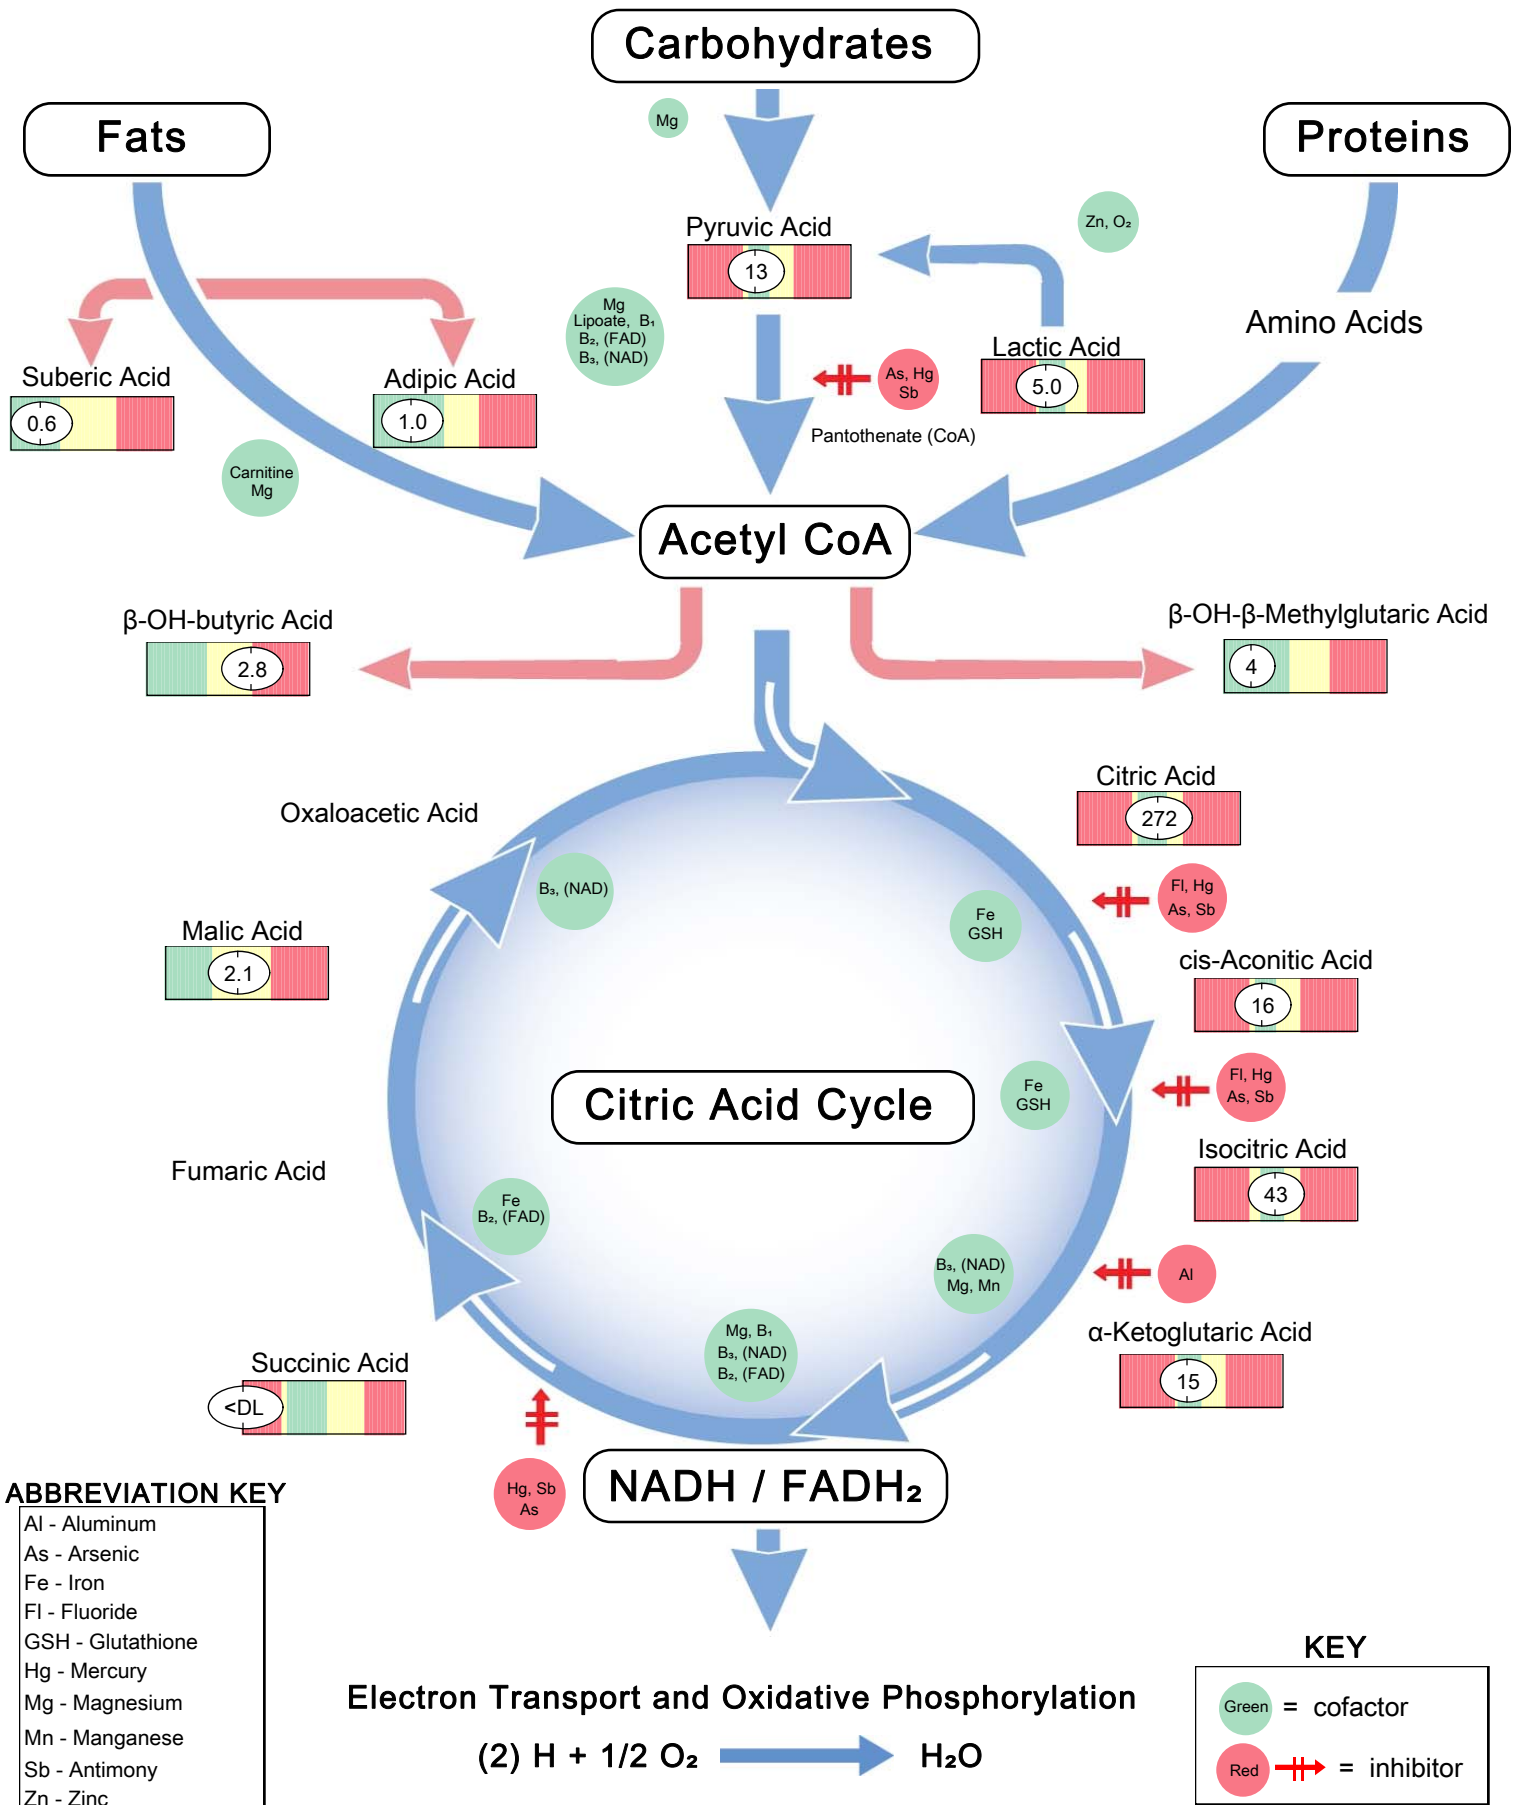 Carbohydrates
Fats
Mg
Proteins
Pyruvic Acid
13
Zn, O₂
Mg
Lipoate, B₁
B₂, (FAD)
B₃, (NAD)
Amino Acids
Lactic Acid
5.0
As, Hg
Sb
Suberic Acid
0.6
Adipic Acid
1.0
Pantothenate (CoA)
Carnitine
Mg
Acetyl CoA
β-OH-butyric Acid
2.8
β-OH-β-Methylglutaric Acid
4
Citric Acid
272
Oxaloacetic Acid
B₃, (NAD)
Fl, Hg
As, Sb
Fe
GSH
Malic Acid
2.1
cis-Aconitic Acid
16
Fe
GSH
Fl, Hg
As, Sb
Citric Acid Cycle
Isocitric Acid
43
Fumaric Acid
Fe
B₂, (FAD)
B₃, (NAD)
Mg, Mn
Al
Mg, B₁
B₃, (NAD)
B₂, (FAD)
α-Ketoglutaric Acid
15
Succinic Acid
<DL
Hg, Sb
As
NADH / FADH₂
ABBREVIATION KEY
Al - Aluminum
As - Arsenic
Fe - Iron
Fl - Fluoride
GSH - Glutathione
Hg - Mercury
Mg - Magnesium
Mn - Manganese
Sb - Antimony
Zn - Zinc
Electron Transport and Oxidative Phosphorylation
(2) H + 1/2 O₂ H₂O
KEY
Green = cofactor
Red = inhibitor